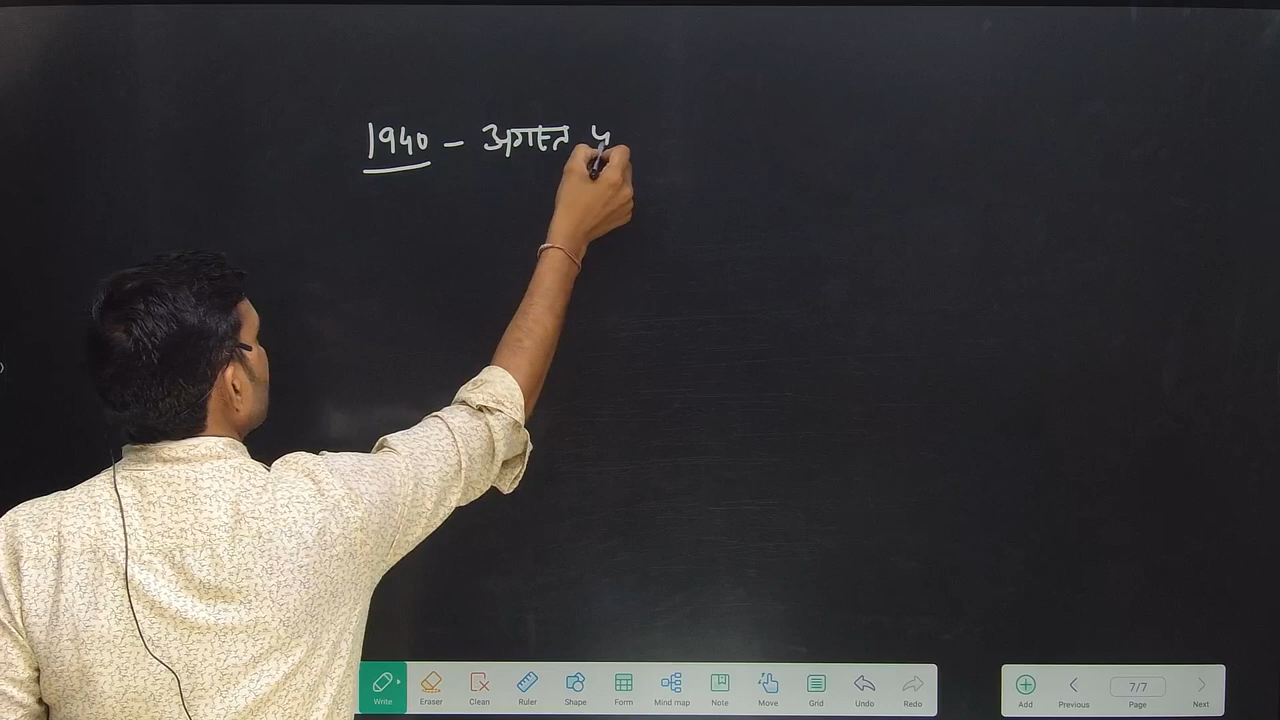 1940 - अगस्त
Write
Eraser
Clean
Ruler
Shape
Form
Mind map
Note
Move
Grid
Undo
Redo
Add
Previous
7/7
Page
Next